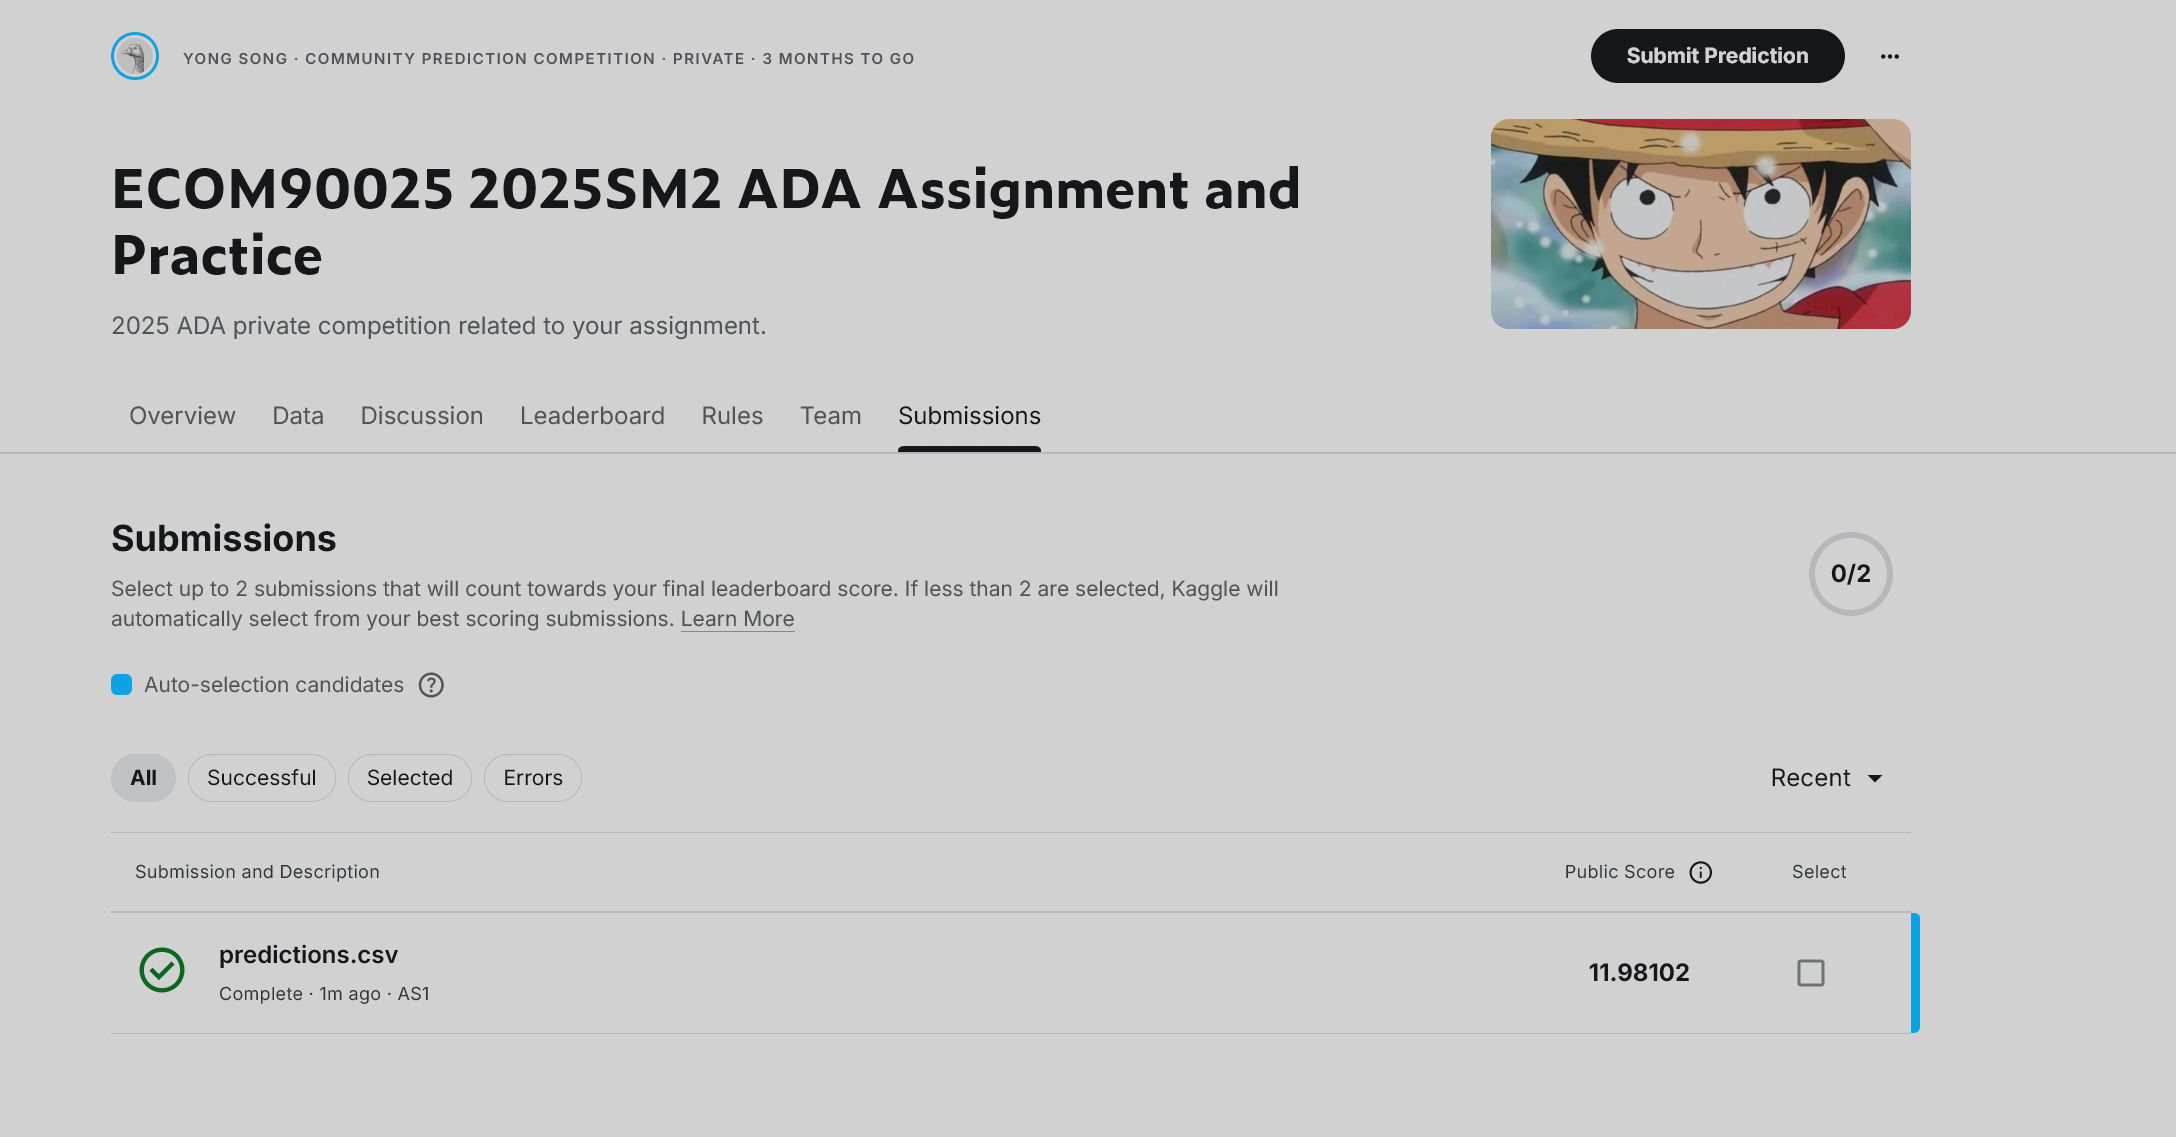 YONG SONG · COMMUNITY PREDICTION COMPETITION · PRIVATE · 3 MONTHS TO GO
Submit Prediction
ECOM90025 2025SM2 ADA Assignment and
Practice
2025 ADA private competition related to your assignment.
Overview Data Discussion Leaderboard Rules Team Submissions
Submissions
Select up to 2 submissions that will count towards your final leaderboard score. If less than 2 are selected, Kaggle will
automatically select from your best scoring submissions. Learn More
0/2
Auto-selection candidates
All Successful Selected Errors
Recent
Submission and Description Public Score Select
predictions.csv
Complete · 1m ago · AS1
11.98102